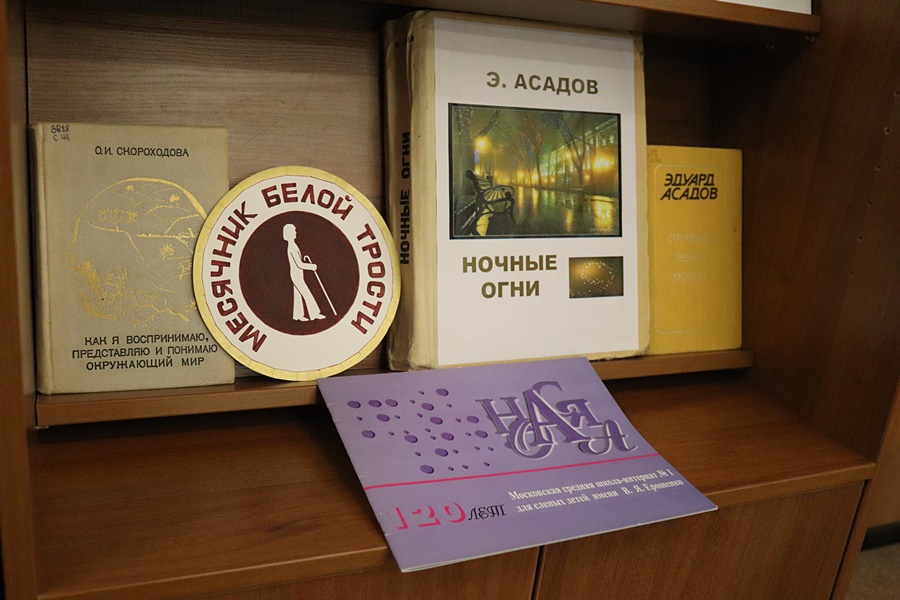 О.И. СКОРОХОДОВА
КАК Я ВОСПРИНИМАЮ,
ПРЕДСТАВЛЯЮ И ПОНИМАЮ
ОКРУЖАЮЩИЙ МИР
МЕСЯЧНИК БЕЛОЙ ТРОСТИ
НОЧНЫЕ ОГНИ
Э. АСАДОВ
НОЧНЫЕ
ОГНИ
ЭДУАРД
АСАДОВ
120 ЛЕТ
Московская средняя школа-интернат № 1
для слепых детей имени В. Я. Ерошенко